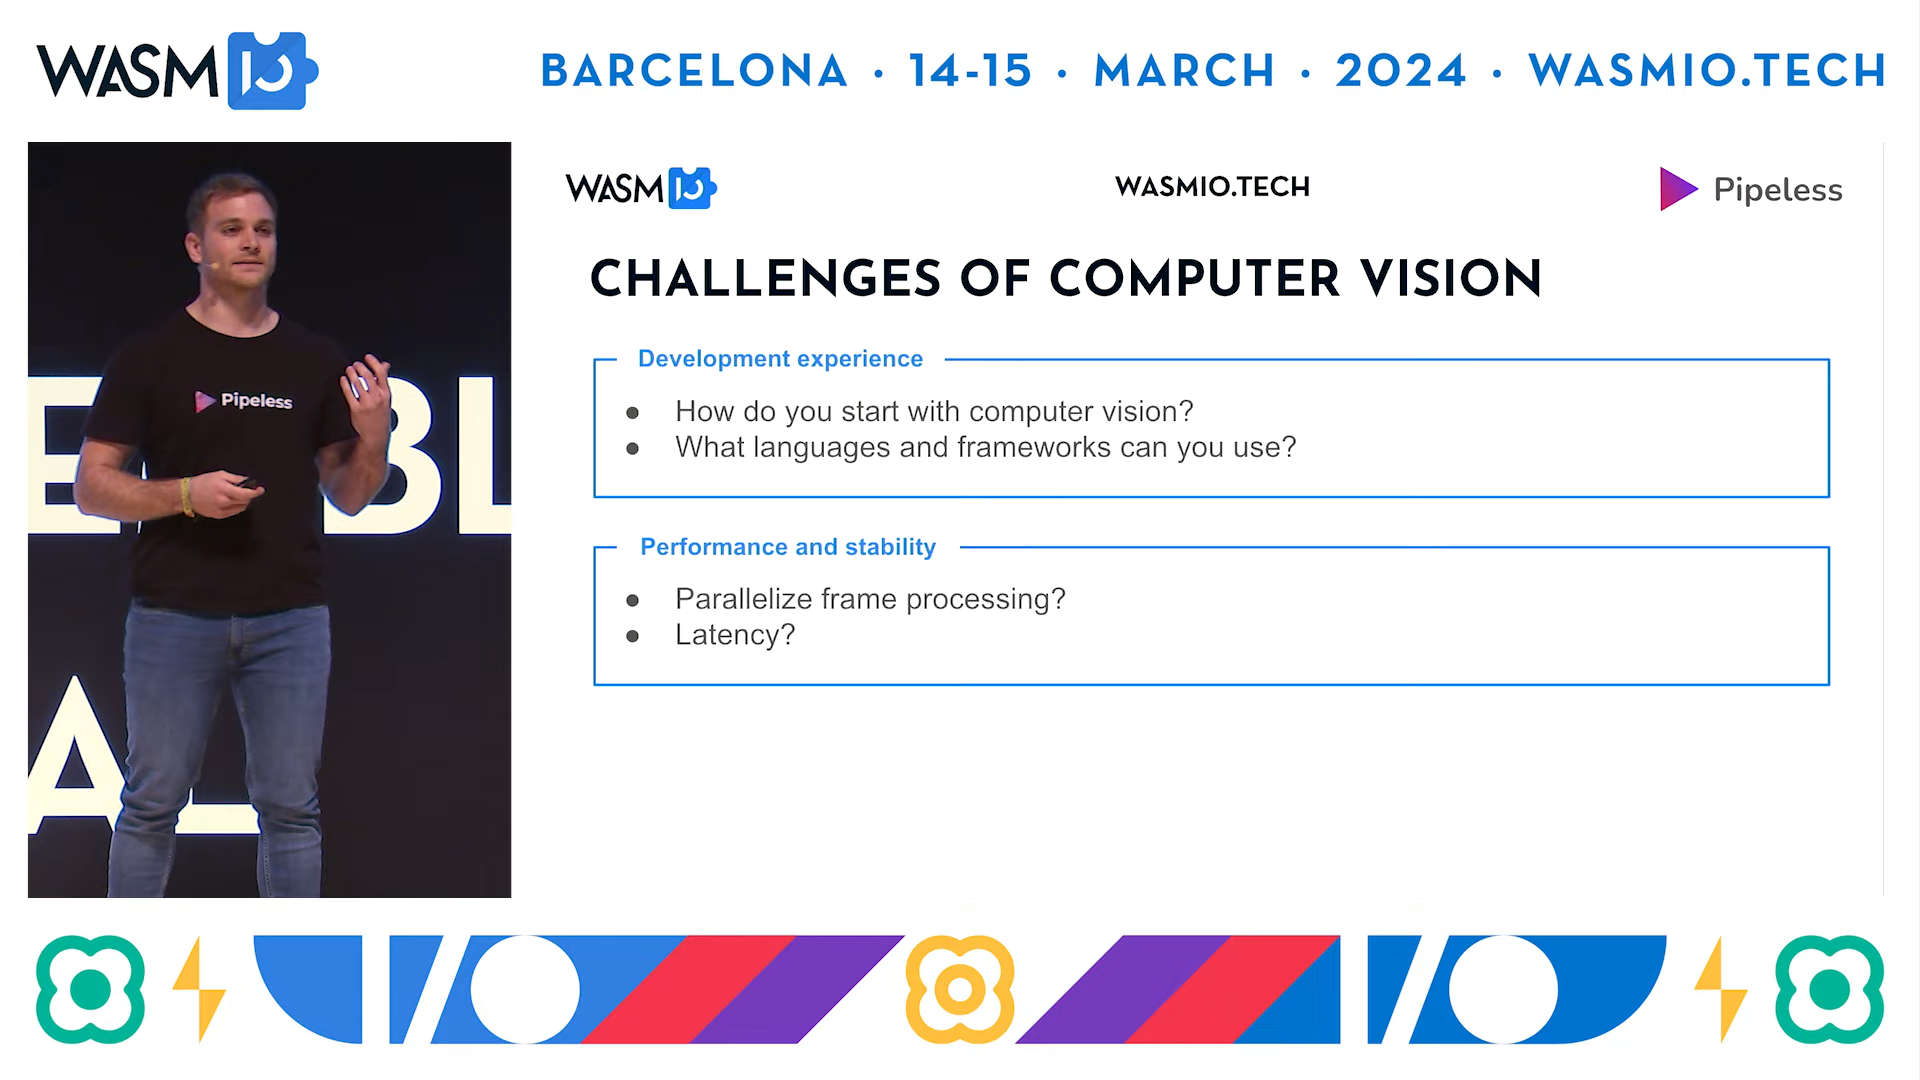 WASM IO
BARCELONA · 14-15 · MARCH · 2024 · WASMIO.TECH
WASM IO
WASMIO.TECH
Pipeless
CHALLENGES OF COMPUTER VISION
Development experience
● How do you start with computer vision?
● What languages and frameworks can you use?
Performance and stability
● Parallelize frame processing?
● Latency?
Pipeless